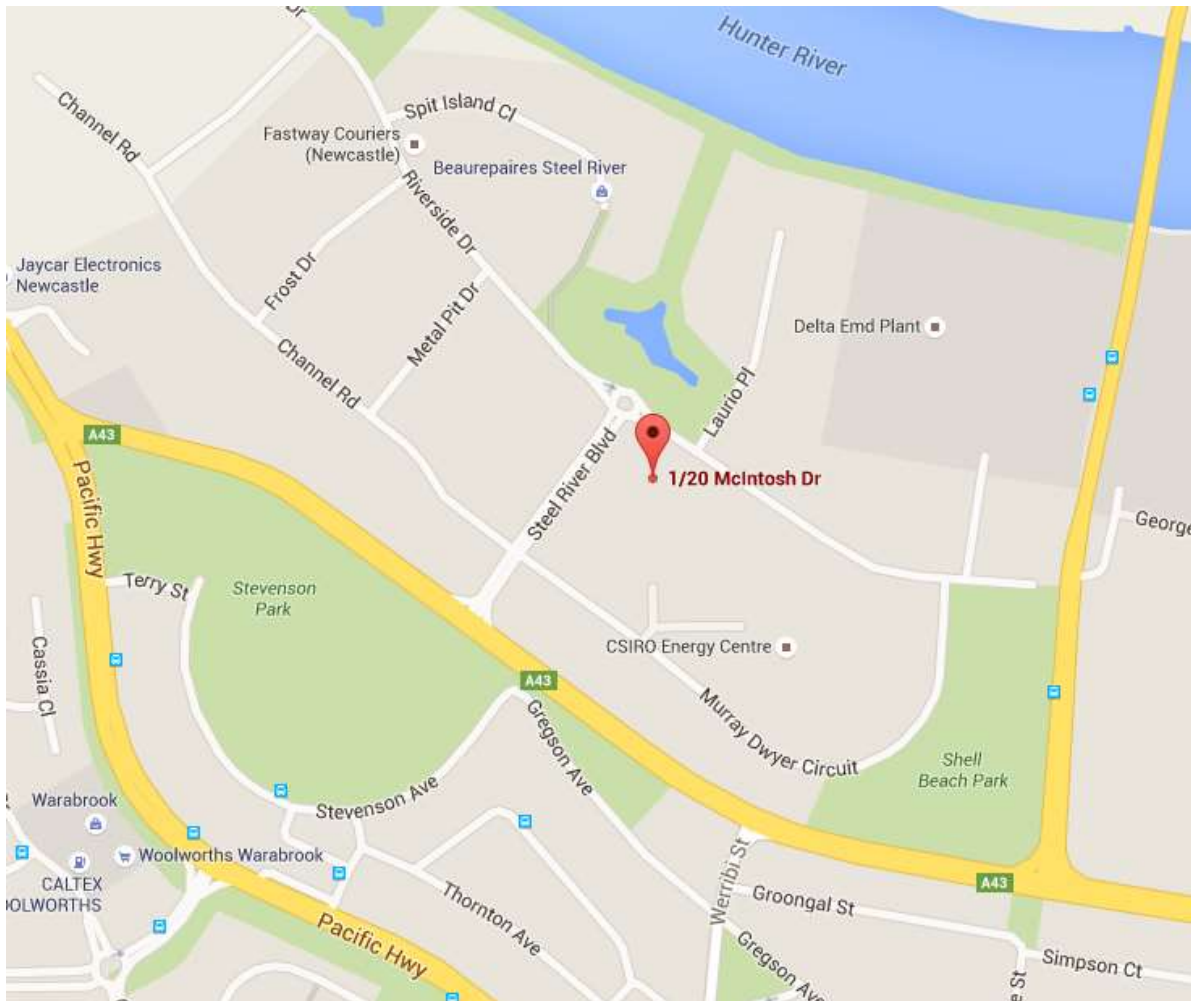 Dr
Hunter River
Channel Rd
Spit Island Cl
Fastway Couriers
(Newcastle)
Beaurepaires Steel River
Riverside Dr
Jaycar Electronics
Newcastle
Frost Dr
Metal Pit Dr
Delta Emd Plant
Channel Rd
Laurio Pl
A43
Steel River Blvd
1/20 McIntosh Dr
Pacific Hwy
George
Terry St
Stevenson
Park
Cassia Cl
CSIRO Energy Centre
A43
Gregson Ave
Murray Dwyer Circuit
Shell
Beach Park
Stevenson Ave
Warabrook
Woolworths Warabrook
CALTEX
OOLWORTHS
Werribi St
A43
Thornton Ave
Groongal St
Pacific Hwy
Gregson Ave
Simpson Ct
e St